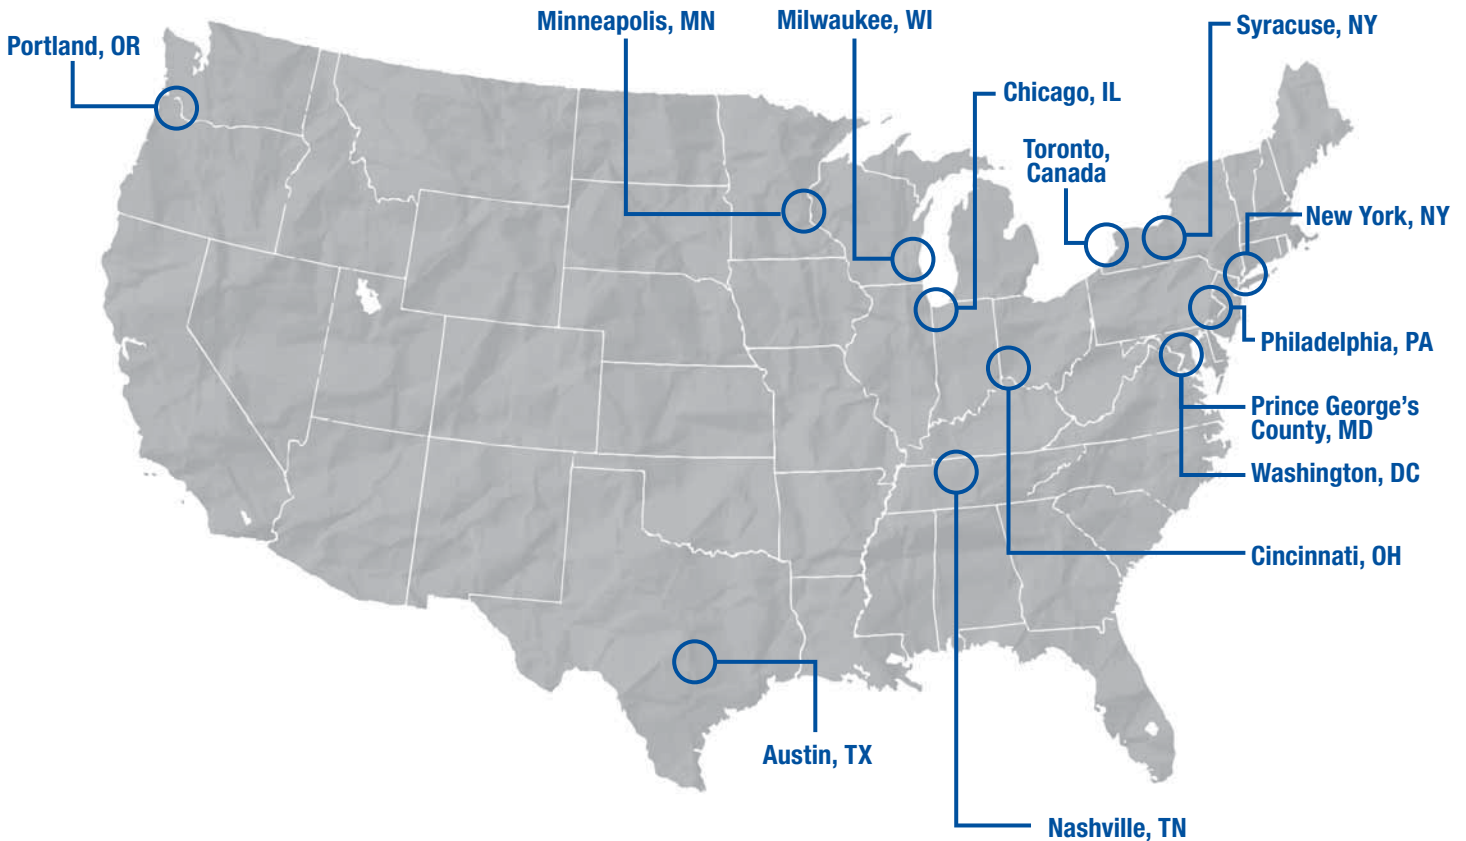 Minneapolis, MN
Milwaukee, WI
Syracuse, NY
Portland, OR
Chicago, IL
Toronto,
Canada
New York, NY
Philadelphia, PA
Prince George’s
County, MD
Washington, DC
Cincinnati, OH
Austin, TX
Nashville, TN